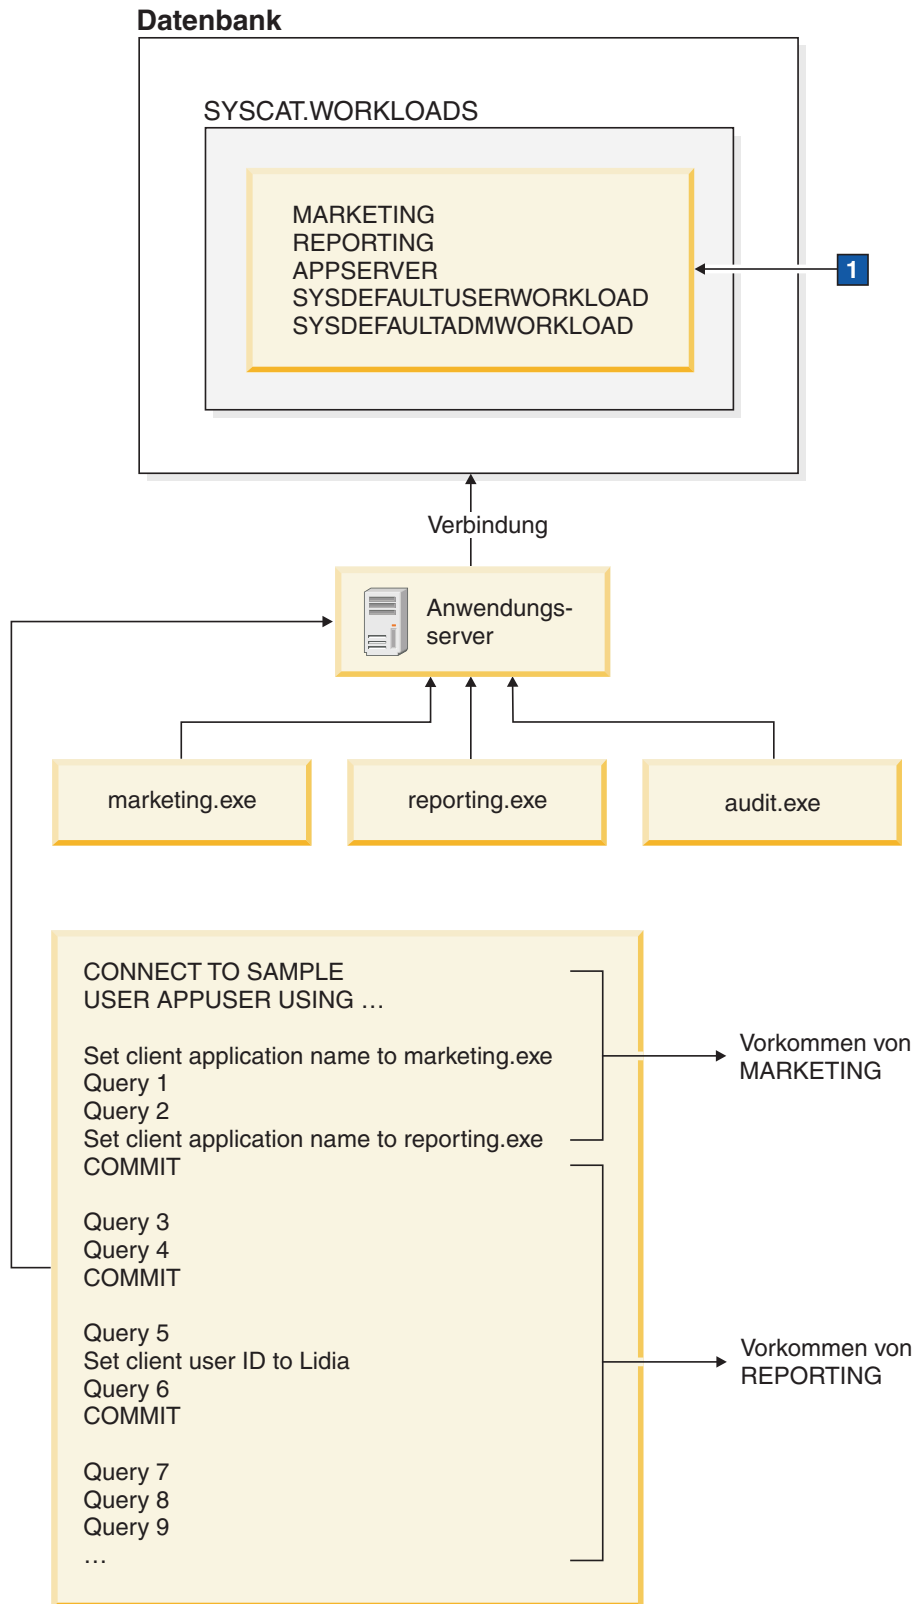 Datenbank
SYSCAT.WORKLOADS
MARKETING
REPORTING
APPSERVER
SYSDEFAULTUSERWORKLOAD
SYSDEFAULTADMWORKLOAD
1
Verbindung
Anwendungs-
server
marketing.exe
reporting.exe
audit.exe
CONNECT TO SAMPLE
USER APPUSER USING …
Set client application name to marketing.exe
Query 1
Query 2
Set client application name to reporting.exe
COMMIT
Vorkommen von
MARKETING
Query 3
Query 4
COMMIT
Query 5
Set client user ID to Lidia
Query 6
COMMIT
Query 7
Query 8
Query 9
…
Vorkommen von
REPORTING